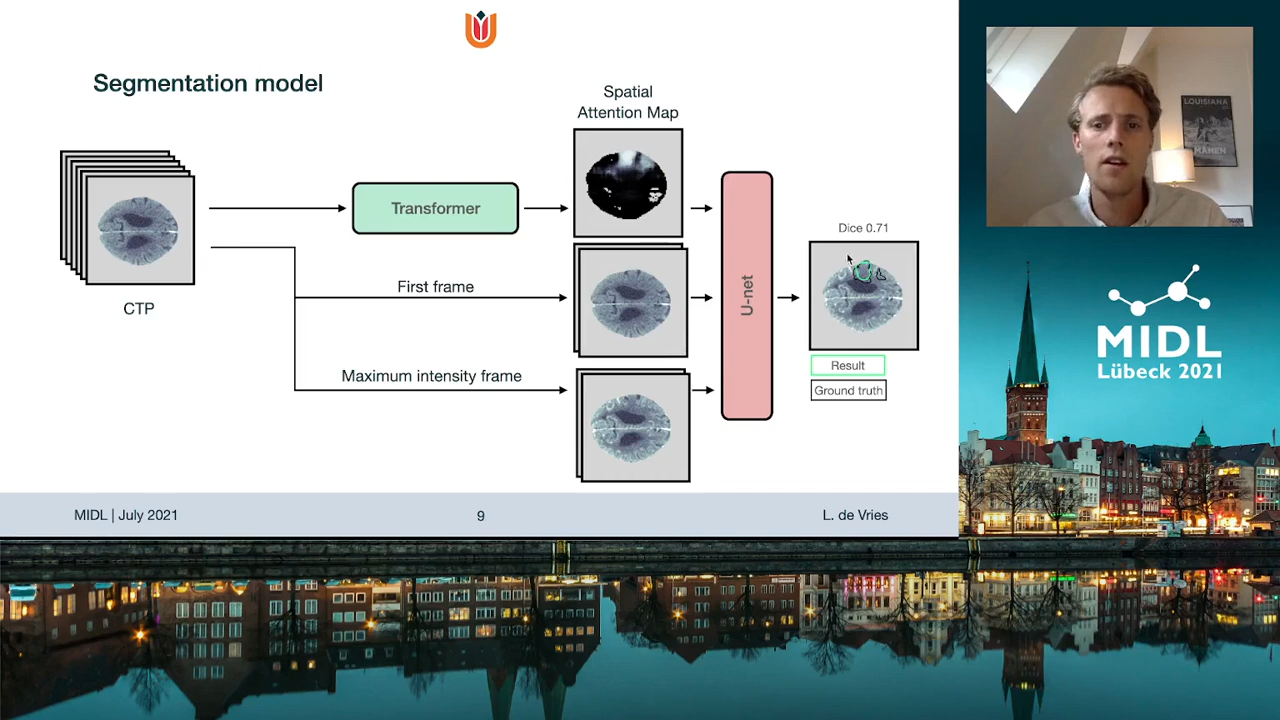 Segmentation model
Spatial
Attention Map
Transformer
CTP
First frame
Maximum intensity frame
U-net
Dice 0.71
Result
Ground truth
MIDL | July 2021
9
L. de Vries
LOUISIANA
MIDL
Lübeck 2021